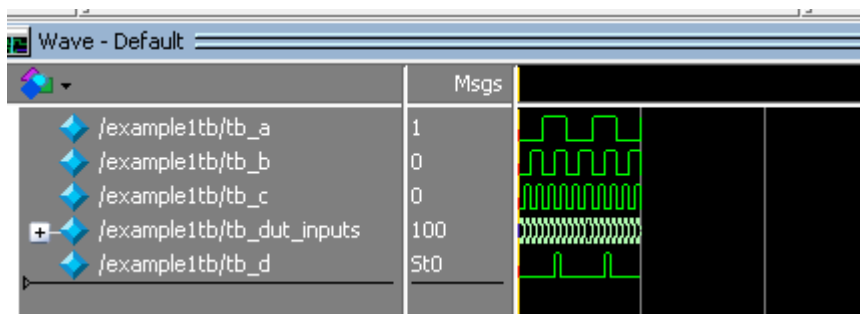 Wave - Default
Msgs
/example1tb/tb_a 1
/example1tb/tb_b 0
/example1tb/tb_c 0
/example1tb/tb_dut_inputs 100
/example1tb/tb_d St0